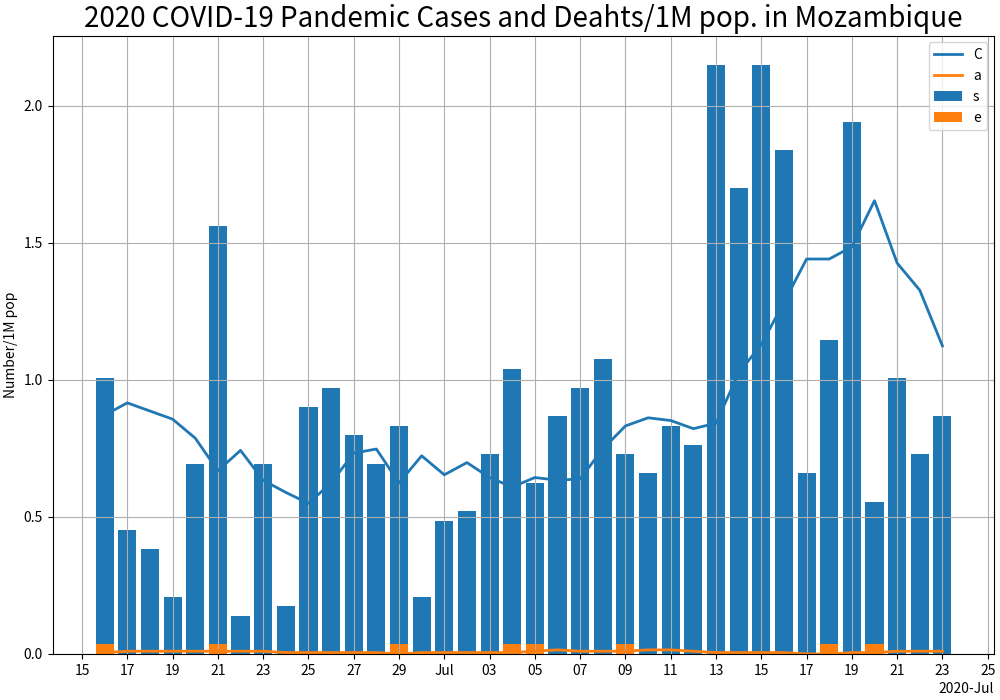 2020 COVID-19 Pandemic Cases and Deahts/1M pop. in Mozambique
C
a
s
e
Number/1M pop
2.0
1.5
1.0
0.5
0.0
15 17 19 21 23 25 27 29 Jul 03 05 07 09 11 13 15 17 19 21 23 25
2020-Jul